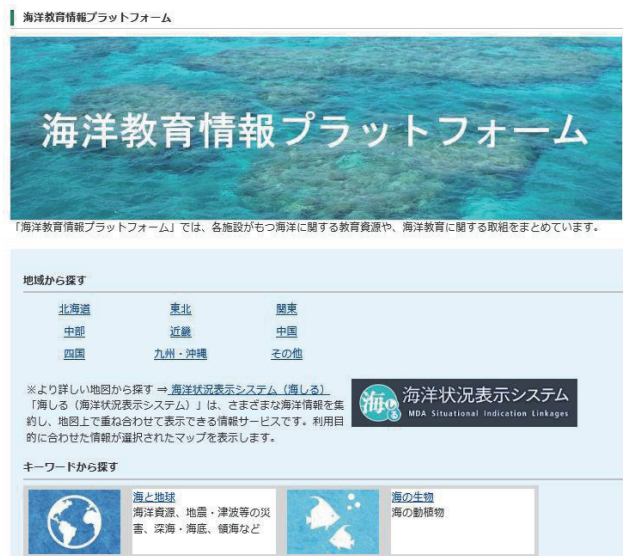 海洋教育情報プラットフォーム
海洋教育情報プラットフォーム
「海洋教育情報プラットフォーム」では、各施設がもつ海洋に関する教育資源や、海洋教育に関する取組をまとめています。
地域から探す
北海道 東北 関東
中部 近畿 中国
四国 九州・沖縄 その他
※より詳しい地図から探す ⇒ 海洋状況表示システム（海しる）
「海しる（海洋状況表示システム）」は、さまざまな海洋情報を集
約し、地図上で重ね合わせて表示できる情報サービスです。利用目
的に合わせた情報が選択されたマップを表示します。
海しる 海洋状況表示システム
MDA Situational Indication Linkages
キーワードから探す
海と地球
海洋資源、地震・津波等の災
害、深海・海底、領海など
海の生物
海の動植物